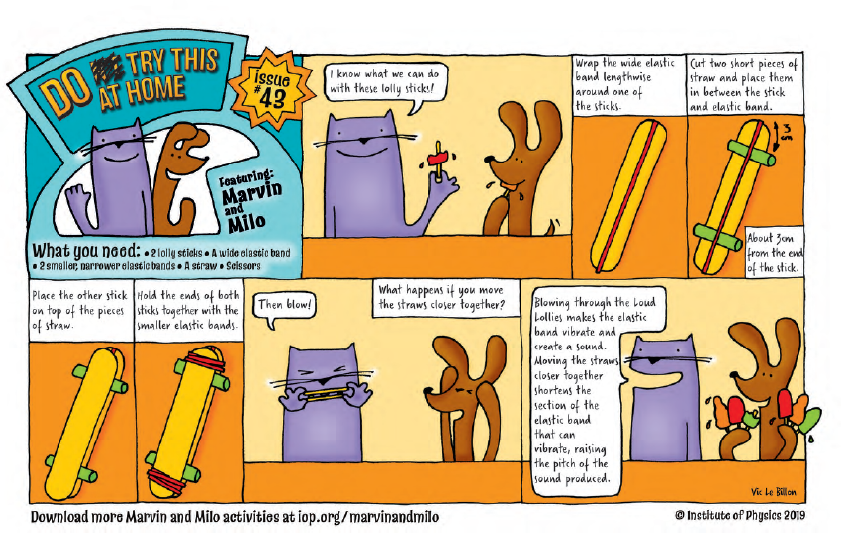 DO NOT TRY THIS
AT HOME
issue
#43
Featuring:
Marvin
and
Milo
What you need: • 2 lolly sticks • A wide elastic band
• 2 smaller, narrower elastic bands • A straw • Scissors
I know what we can do
with these lolly sticks!
Wrap the wide elastic
band lengthwise
around one of
the sticks.
Cut two short pieces of
straw and place them
in between the stick
and elastic band.
3
cm
About 3cm
from the end
of the stick.
Place the other stick
on top of the pieces
of straw.
Hold the ends of both
sticks together with the
smaller elastic bands.
Then blow!
What happens if you move
the straws closer together?
Blowing through the Loud
Lollies makes the elastic
band vibrate and
create a sound.
Moving the straws
closer together
shortens the
section of the
elastic band
that can
vibrate, raising
the pitch of the
sound produced.
Vic Le Billon
Download more Marvin and Milo activities at iop.org/marvinandmilo
© Institute of Physics 2019